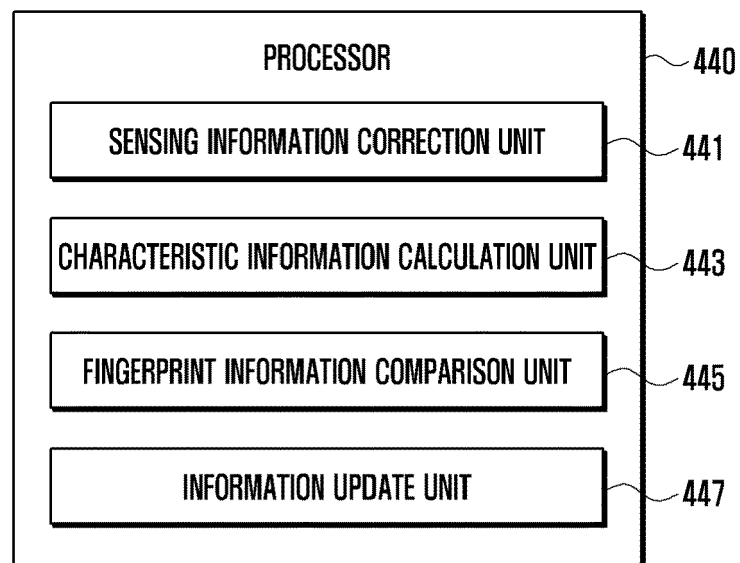 PROCESSOR
440
SENSING INFORMATION CORRECTION UNIT
441
CHARACTERISTIC INFORMATION CALCULATION UNIT
443
FINGERPRINT INFORMATION COMPARISON UNIT
445
INFORMATION UPDATE UNIT
447